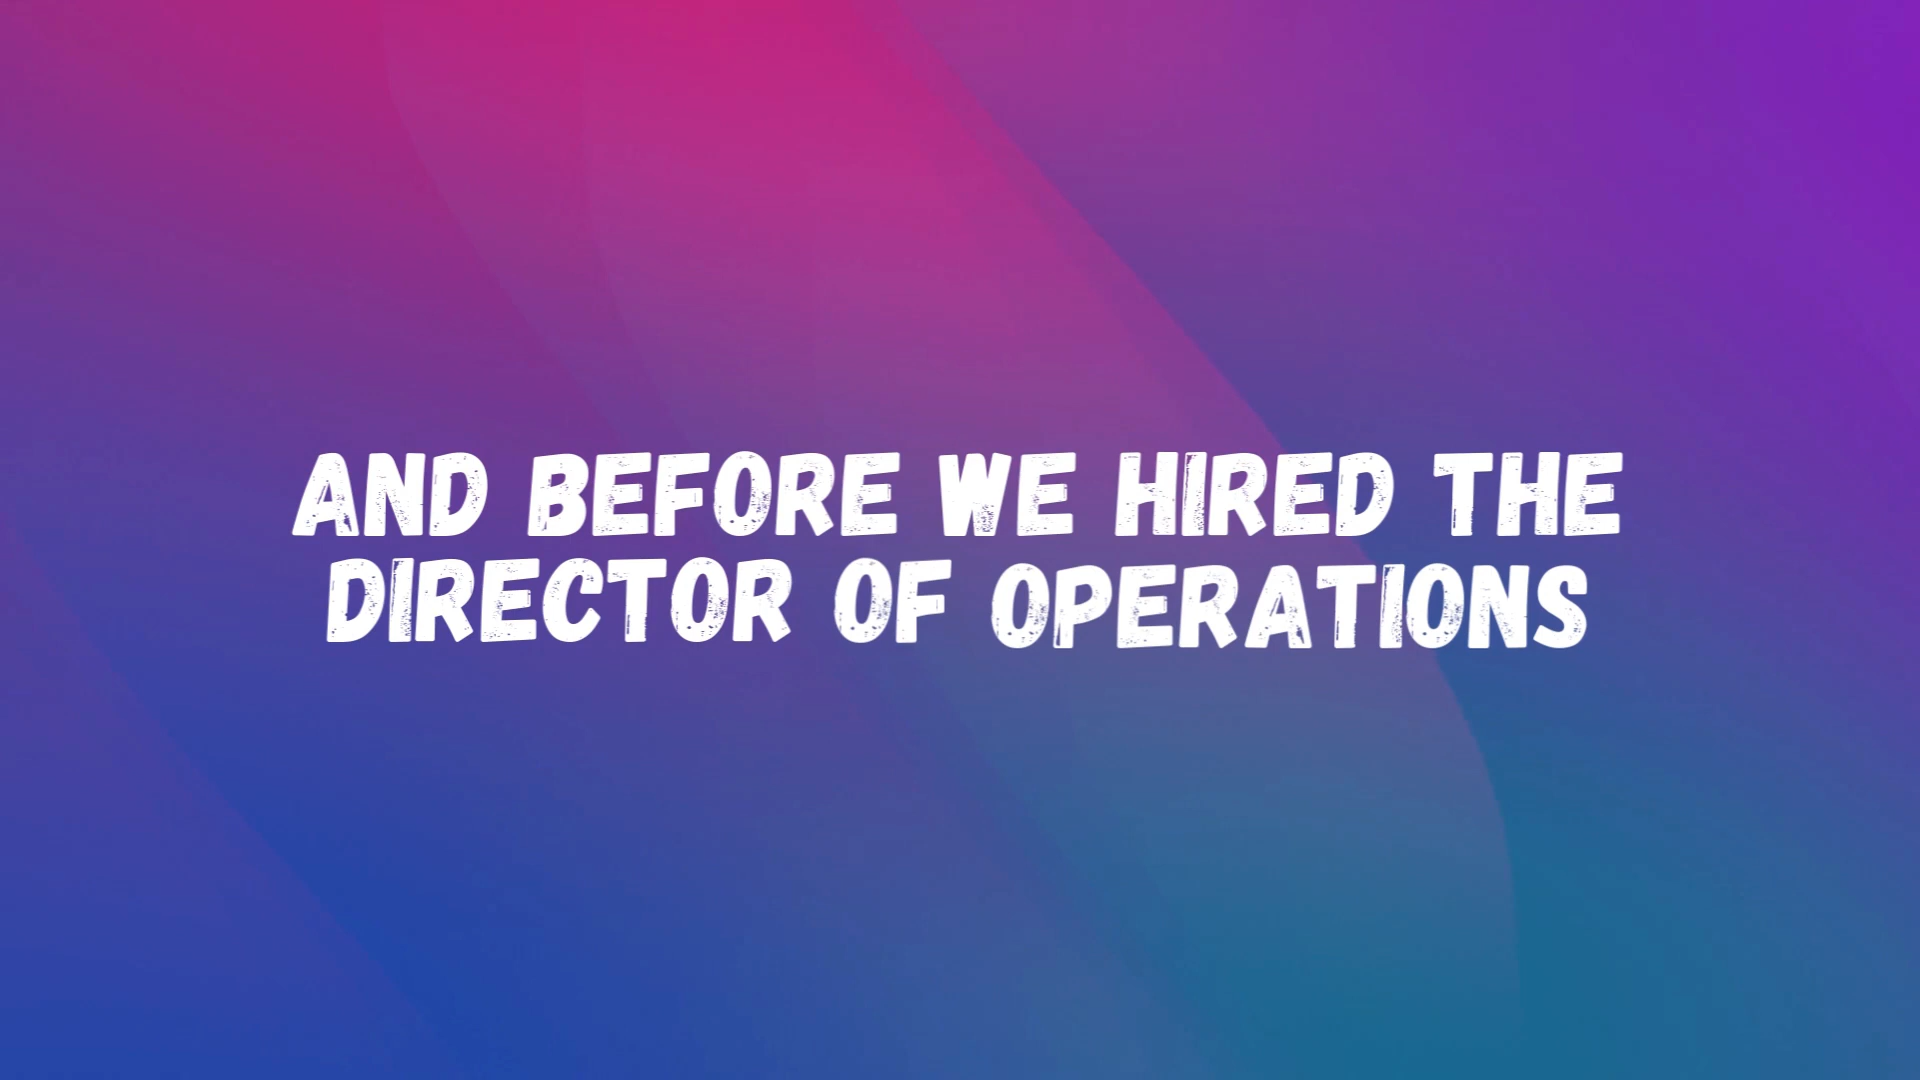 AND BEFORE WE HIRED THE
DIRECTOR OF OPERATIONS